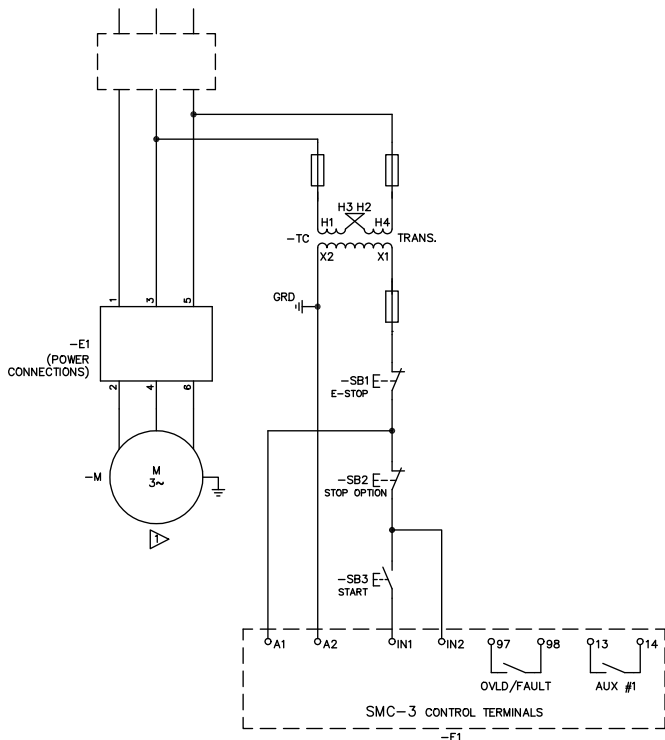 H3 H2
H1
H4
-TC
TRANS.
X2
X1
GRD
1
3
5
-E1
(POWER
CONNECTIONS)
2
4
6
-SB1
E-STOP
M
3~
-M
-SB2
STOP OPTION
1
-SB3
START
A1
A2
IN1
IN2
97
98
13
14
OVLD/FAULT
AUX #1
SMC-3 CONTROL TERMINALS
-E1